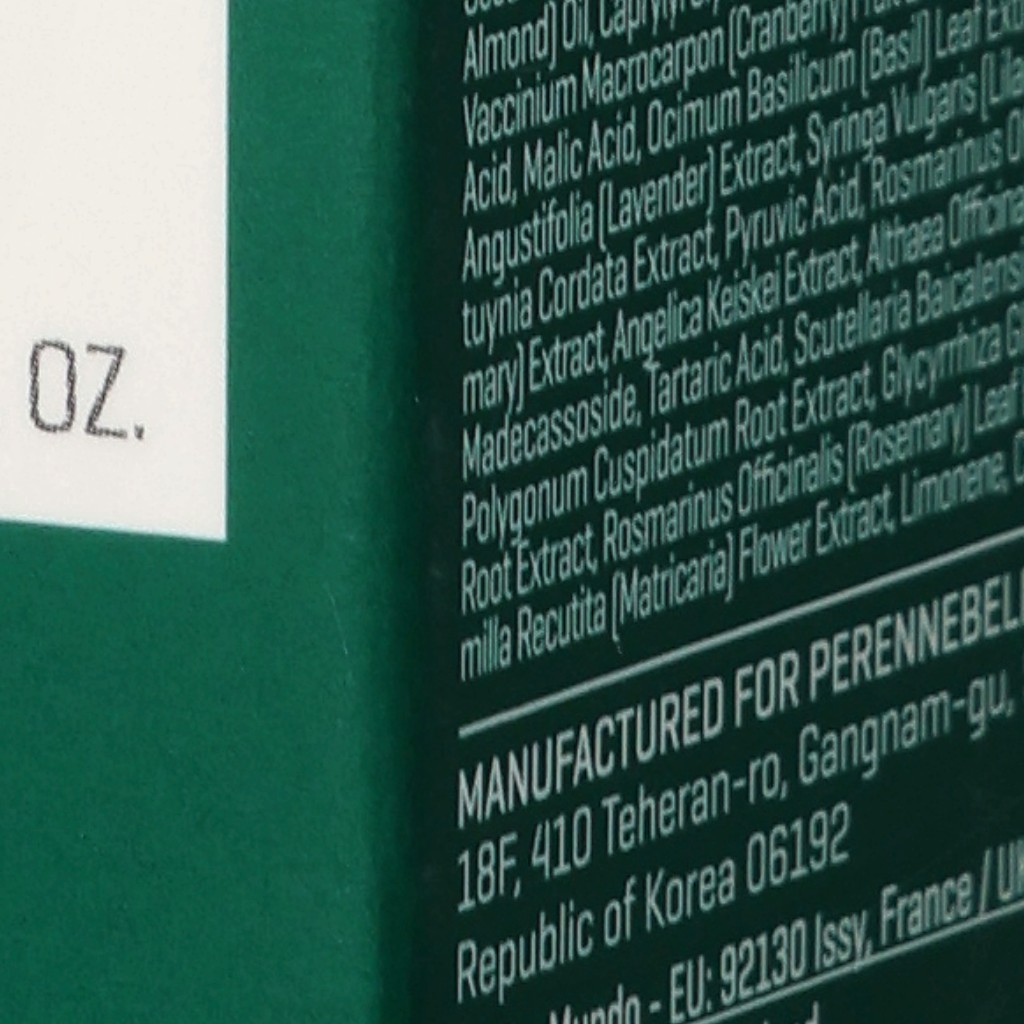 OZ.
Almond) Oil,
Vaccinium Macrocarpon (Cranberry)
Acid, Malic Acid, Ocimum Basilicum (Basil) Leaf
Angustifolia (Lavender) Extract, Syringa Vulgaris
tuynia Cordata Extract, Pyruvic Acid, Rosmarinus
mary) Extract, Angelica Keiskei Extract, Althaea
Madecassoside, Tartaric Acid, Scutellaria
Polygonum Cuspidatum Root Extract, Glycyrrhiza
Root Extract, Rosmarinus Officinalis (Rosemary) Leaf
milla Recutita (Matricaria) Flower Extract, Limonene,
MANUFACTURED FOR
18F, 410 Teheran-ro, Gangnam-gu,
Republic of Korea 06192
Mundo - EU: 92130 Issy, France /